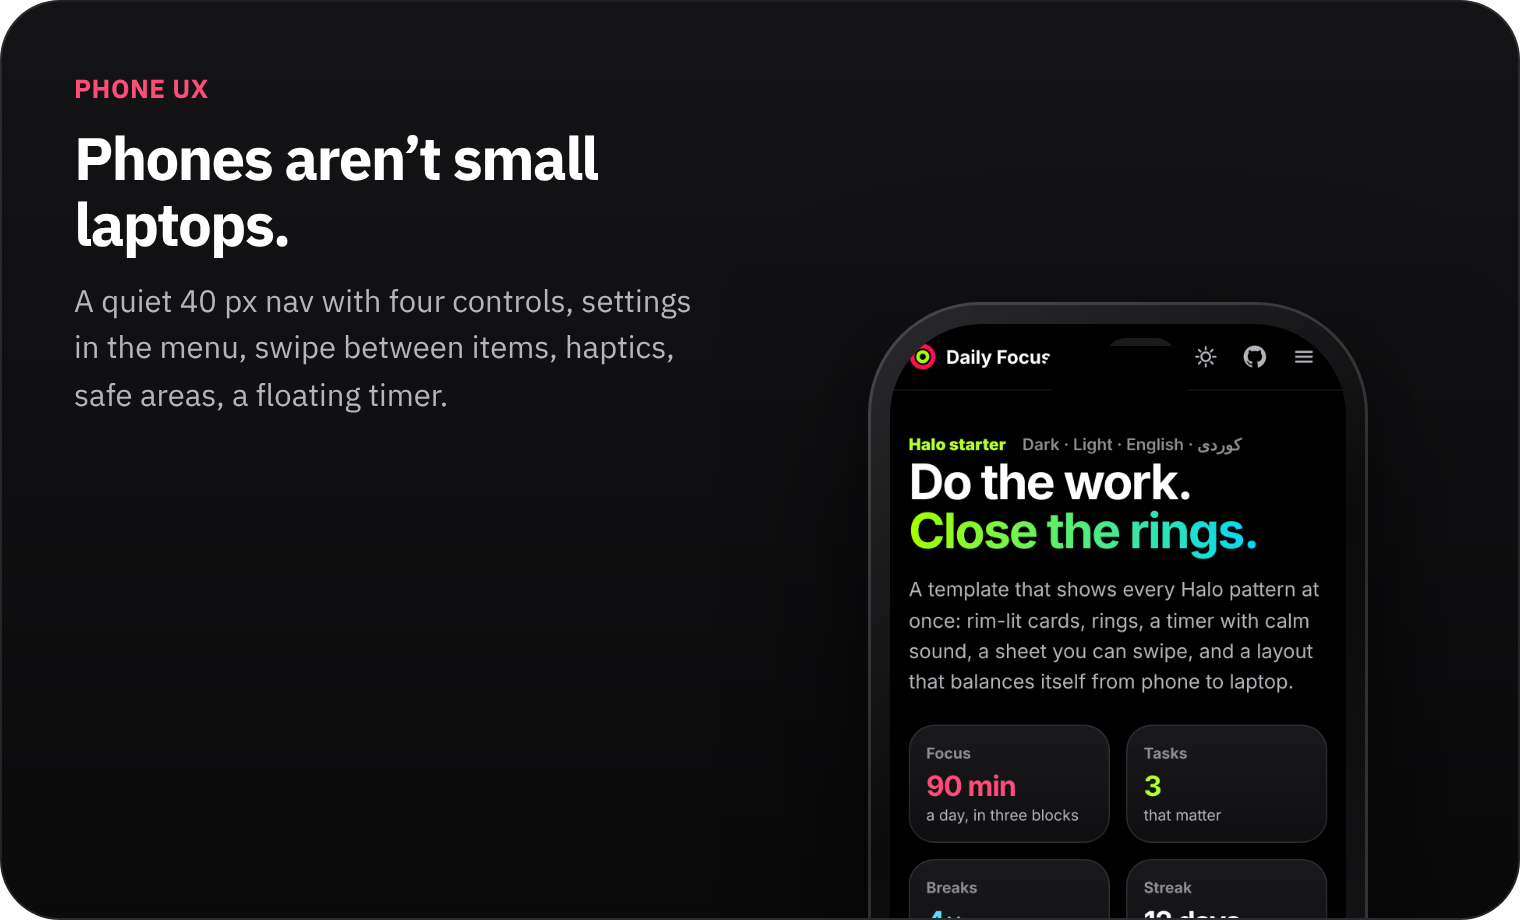 PHONE UX
Phones aren’t small
laptops.
A quiet 40 px nav with four controls, settings
in the menu, swipe between items, haptics,
safe areas, a floating timer.
Daily Focus
Halo starter Dark · Light · English · کوردی
Do the work.
Close the rings.
A template that shows every Halo pattern at
once: rim-lit cards, rings, a timer with calm
sound, a sheet you can swipe, and a layout
that balances itself from phone to laptop.
Focus
90 min
a day, in three blocks
Tasks
3
that matter
Breaks
Streak
12 days